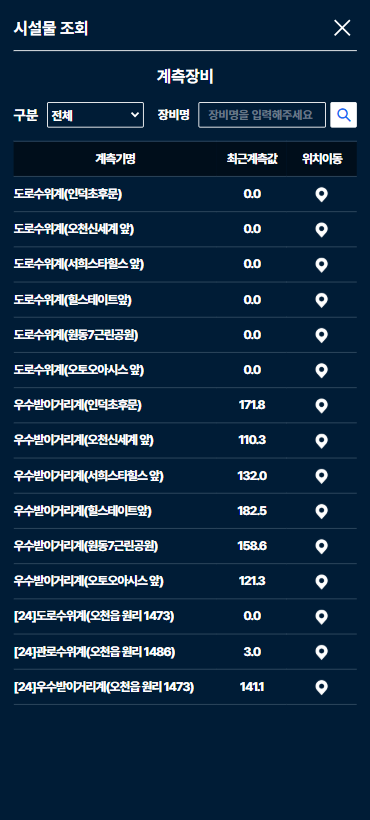 시설물 조회
계측장비
구분 전체 장비명 장비명을 입력해주세요
계측기명 최근계측값 위치이동
도로수위계(인덕초후문) 0.0
도로수위계(오천신세계 앞) 0.0
도로수위계(서희스타힐스 앞) 0.0
도로수위계(힐스테이트앞) 0.0
도로수위계(원동7근린공원) 0.0
도로수위계(오토오아시스 앞) 0.0
우수받이거리계(인덕초후문) 171.8
우수받이거리계(오천신세계 앞) 110.3
우수받이거리계(서희스타힐스 앞) 132.0
우수받이거리계(힐스테이트앞) 182.5
우수받이거리계(원동7근린공원) 158.6
우수받이거리계(오토오아시스 앞) 121.3
[24]도로수위계(오천읍 원리 1473) 0.0
[24]관로수위계(오천읍 원리 1486) 3.0
[24]우수받이거리계(오천읍 원리 1473) 141.1